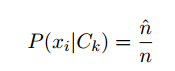 P(x_i|C_k) = \frac{\hat{n}}{n}